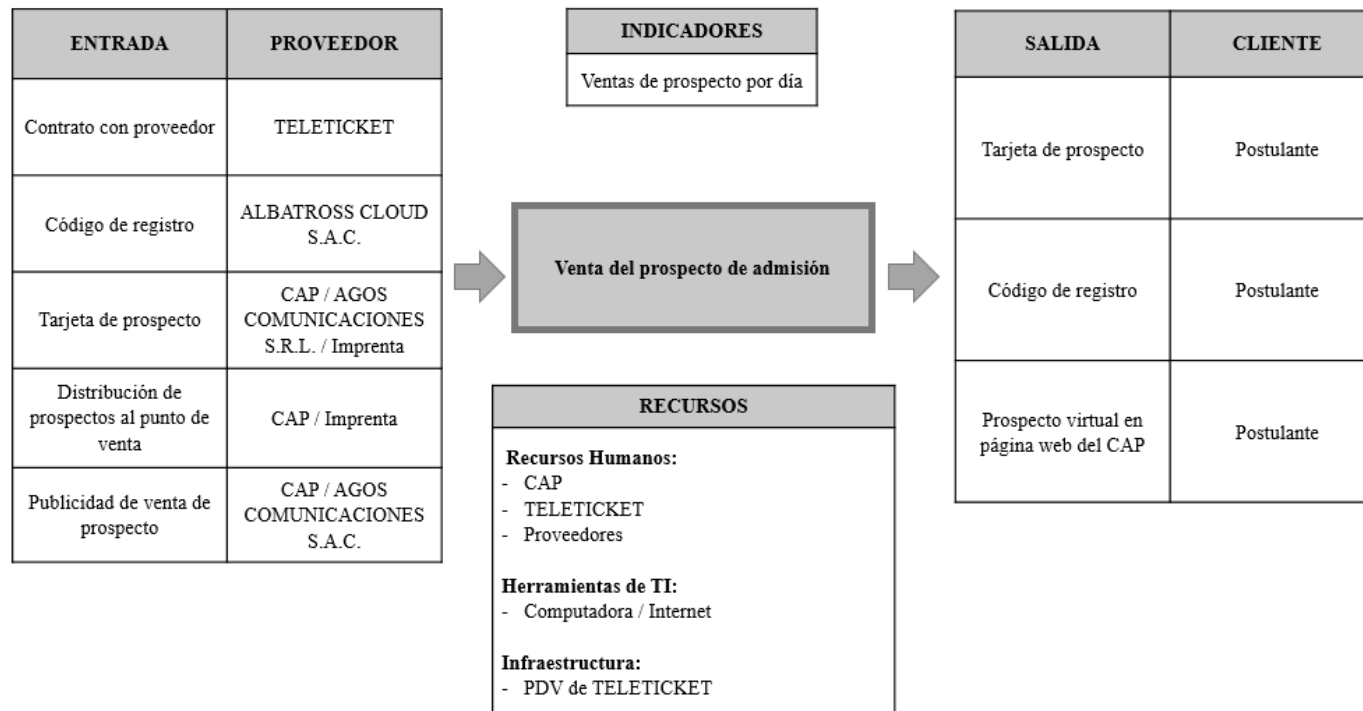 ENTRADA
PROVEEDOR
Contrato con proveedor
TELETICKET
Código de registro
ALBATROSS CLOUD
S.A.C.
Tarjeta de prospecto
CAP / AGOS
COMUNICACIONES
S.R.L. / Imprenta
Distribución de
prospectos al punto de
venta
CAP / Imprenta
Publicidad de venta de
prospecto
CAP / AGOS
COMUNICACIONES
S.A.C.
INDICADORES
Ventas de prospecto por día
Venta del prospecto de admisión
RECURSOS
Recursos Humanos:
- CAP
- TELETICKET
- Proveedores
Herramientas de TI:
- Computadora / Internet
Infraestructura:
- PDV de TELETICKET
SALIDA
CLIENTE
Tarjeta de prospecto
Postulante
Código de registro
Postulante
Prospecto virtual en
página web del CAP
Postulante